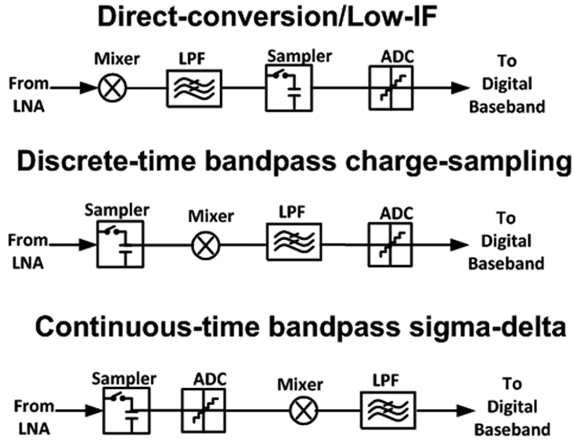 Direct-conversion/Low-IF
Mixer LPF Sampler ADC
From LNA
To Digital Baseband
Discrete-time bandpass charge-sampling
Sampler Mixer LPF ADC
From LNA
To Digital Baseband
Continuous-time bandpass sigma-delta
Sampler ADC Mixer LPF
From LNA
To Digital Baseband